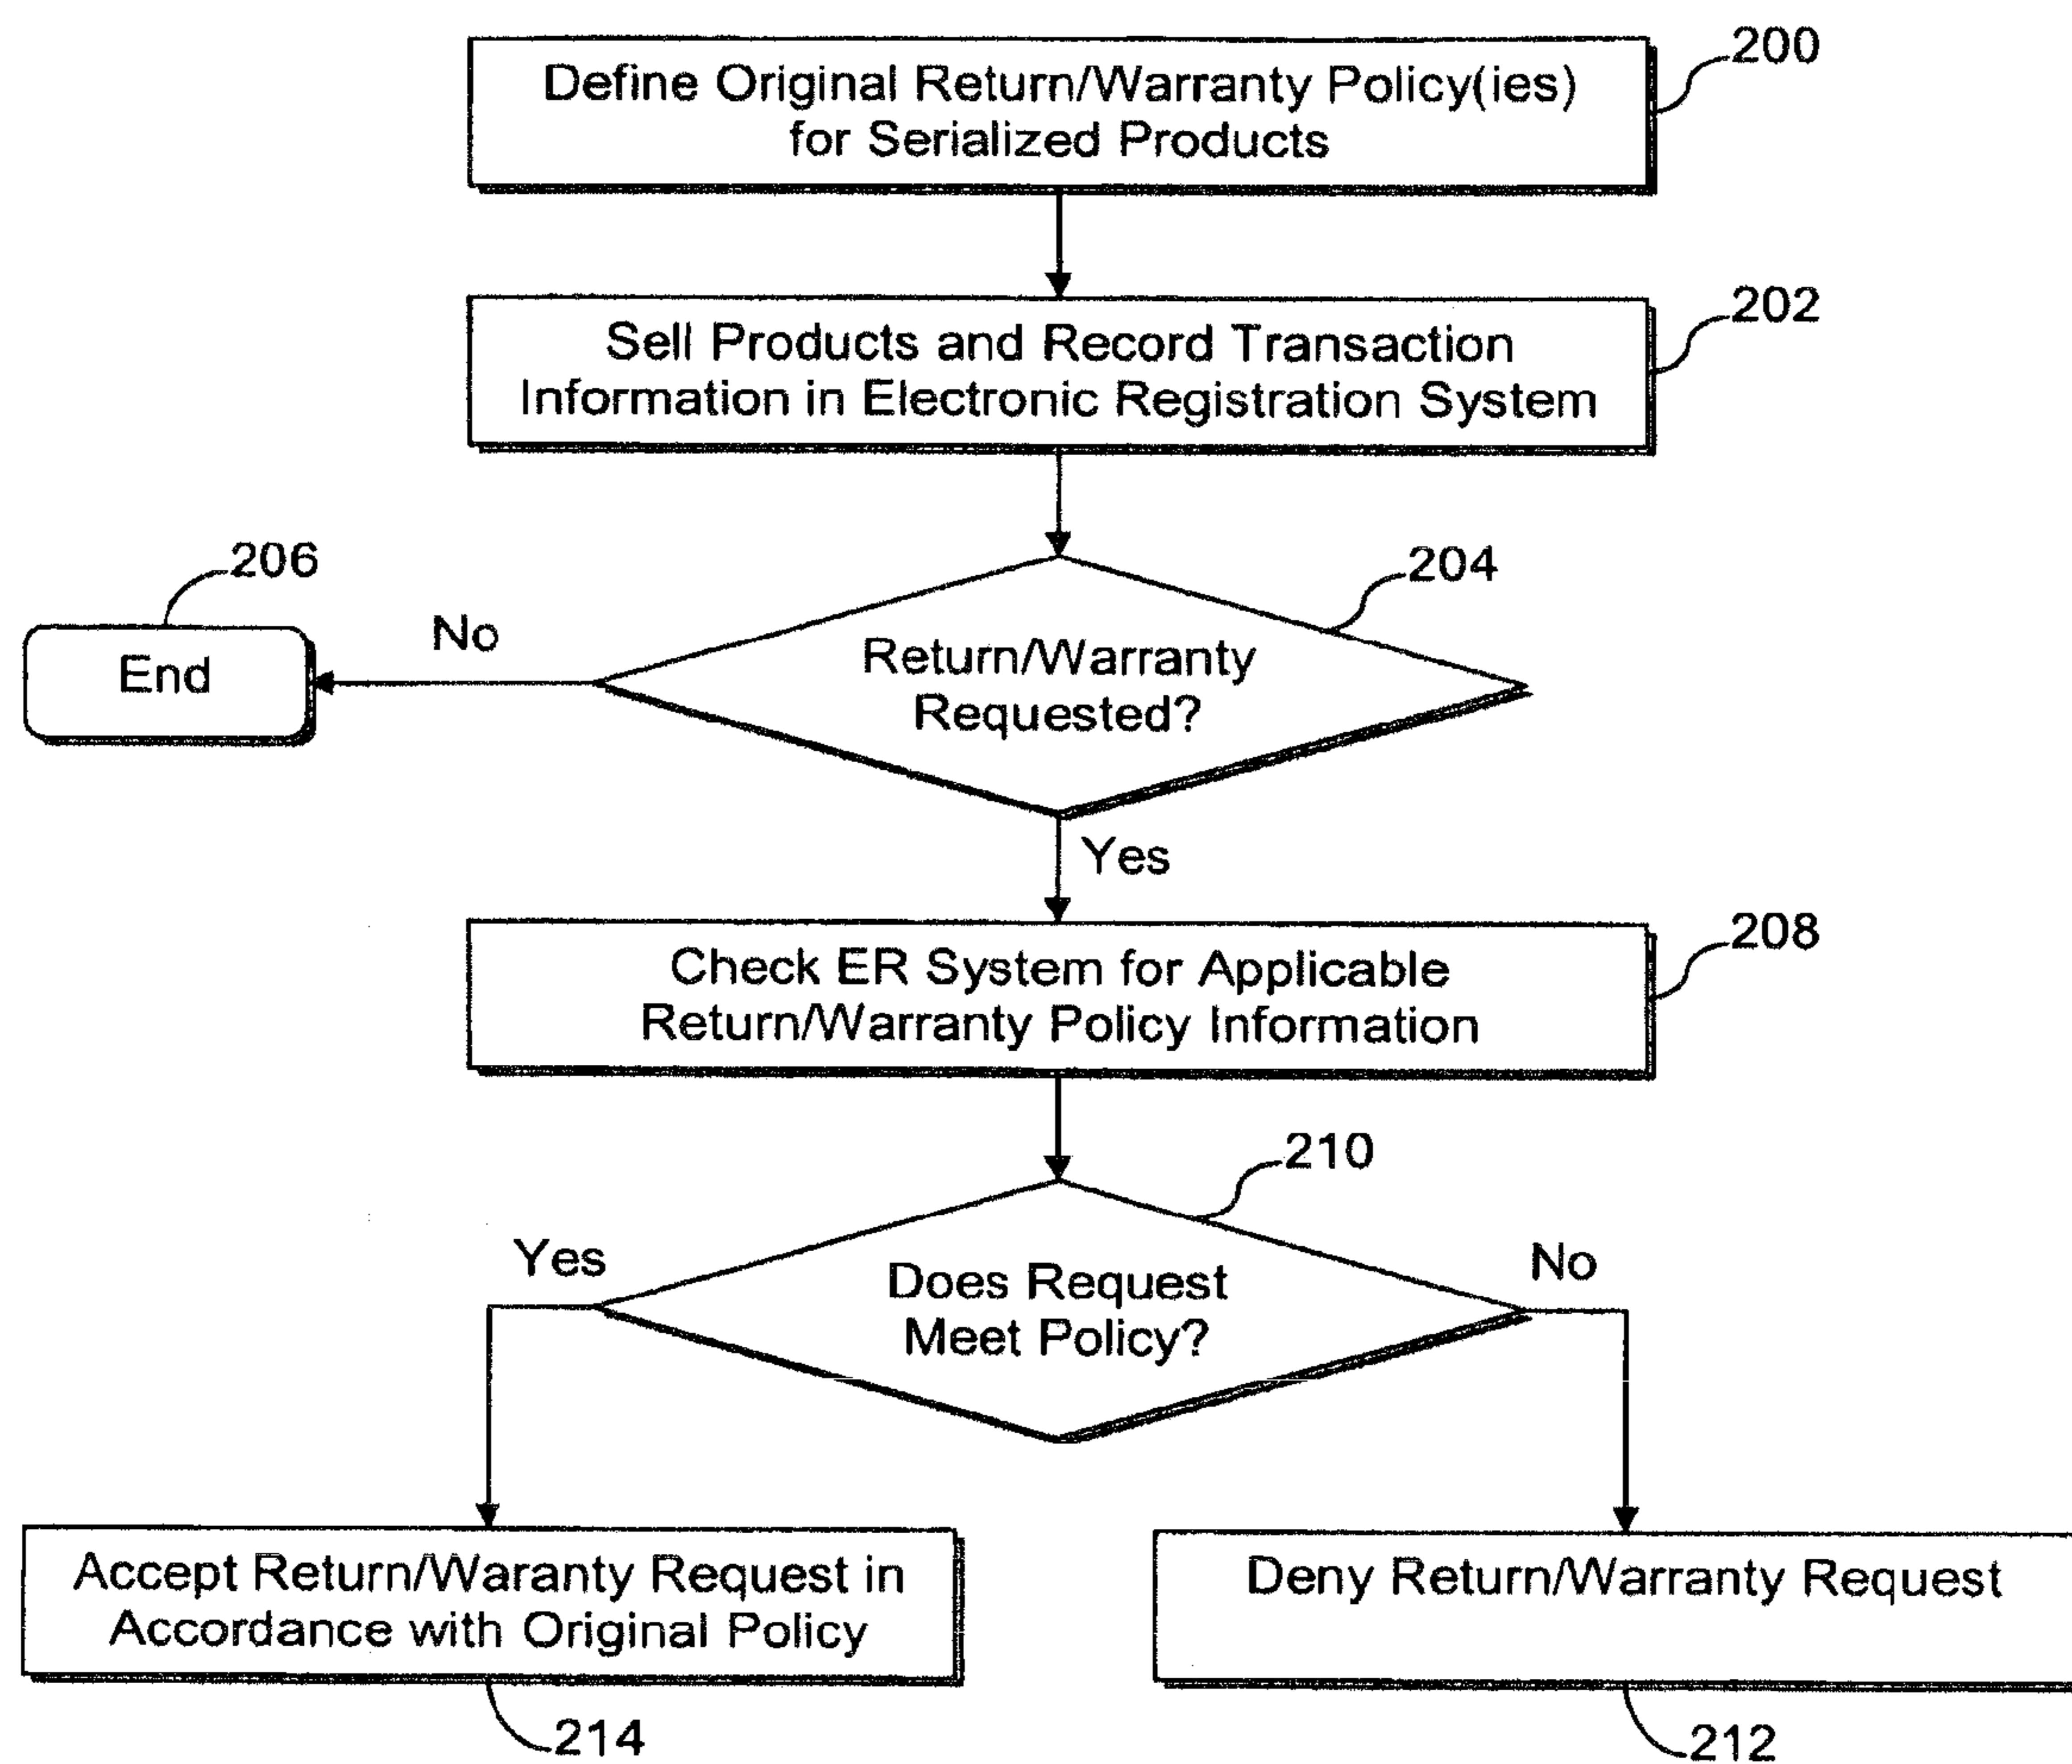 200
Define Original Return/Warranty Policy(ies)
for Serialized Products
202
Sell Products and Record Transaction
Information in Electronic Registration System
206
204
End
No
Return/Warranty
Requested?
Yes
208
Check ER System for Applicable
Return/Warranty Policy Information
210
Yes
No
Does Request
Meet Policy?
Accept Return/Waranty Request in
Accordance with Original Policy
Deny Return/Warranty Request
214
212